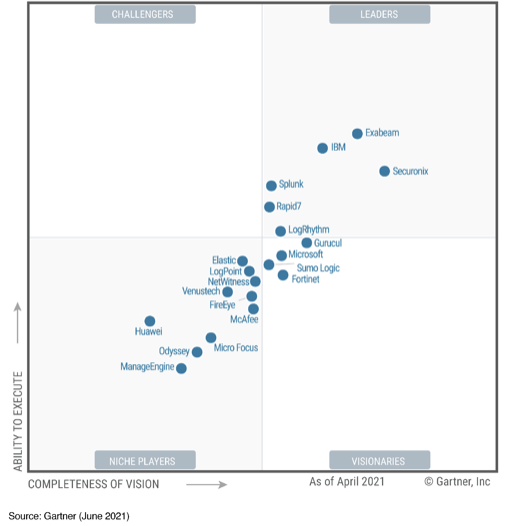 CHALLENGERS
LEADERS
Exabeam
IBM
Securonix
Splunk
Rapid7
LogRhythm
Gurucul
Microsoft
Elastic
Sumo Logic
LogPoint
Fortinet
NetWitness
Venustech
FireEye
McAfee
Huawei
Micro Focus
Odyssey
ManageEngine
ABILITY TO EXECUTE
NICHE PLAYERS
VISIONARIES
COMPLETENESS OF VISION
As of April 2021
© Gartner, Inc
Source: Gartner (June 2021)